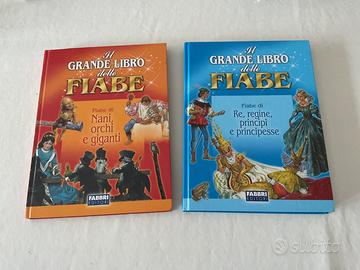 Il
GRANDE LIBRO
delle
FIABE
Fiabe di
Nani,
orchi
e giganti
FABBRI
EDITORI
Il
GRANDE LIBRO
delle
FIABE
Fiabe di
Re, regine,
principi
e principesse
FABBRI
EDITORI
subito